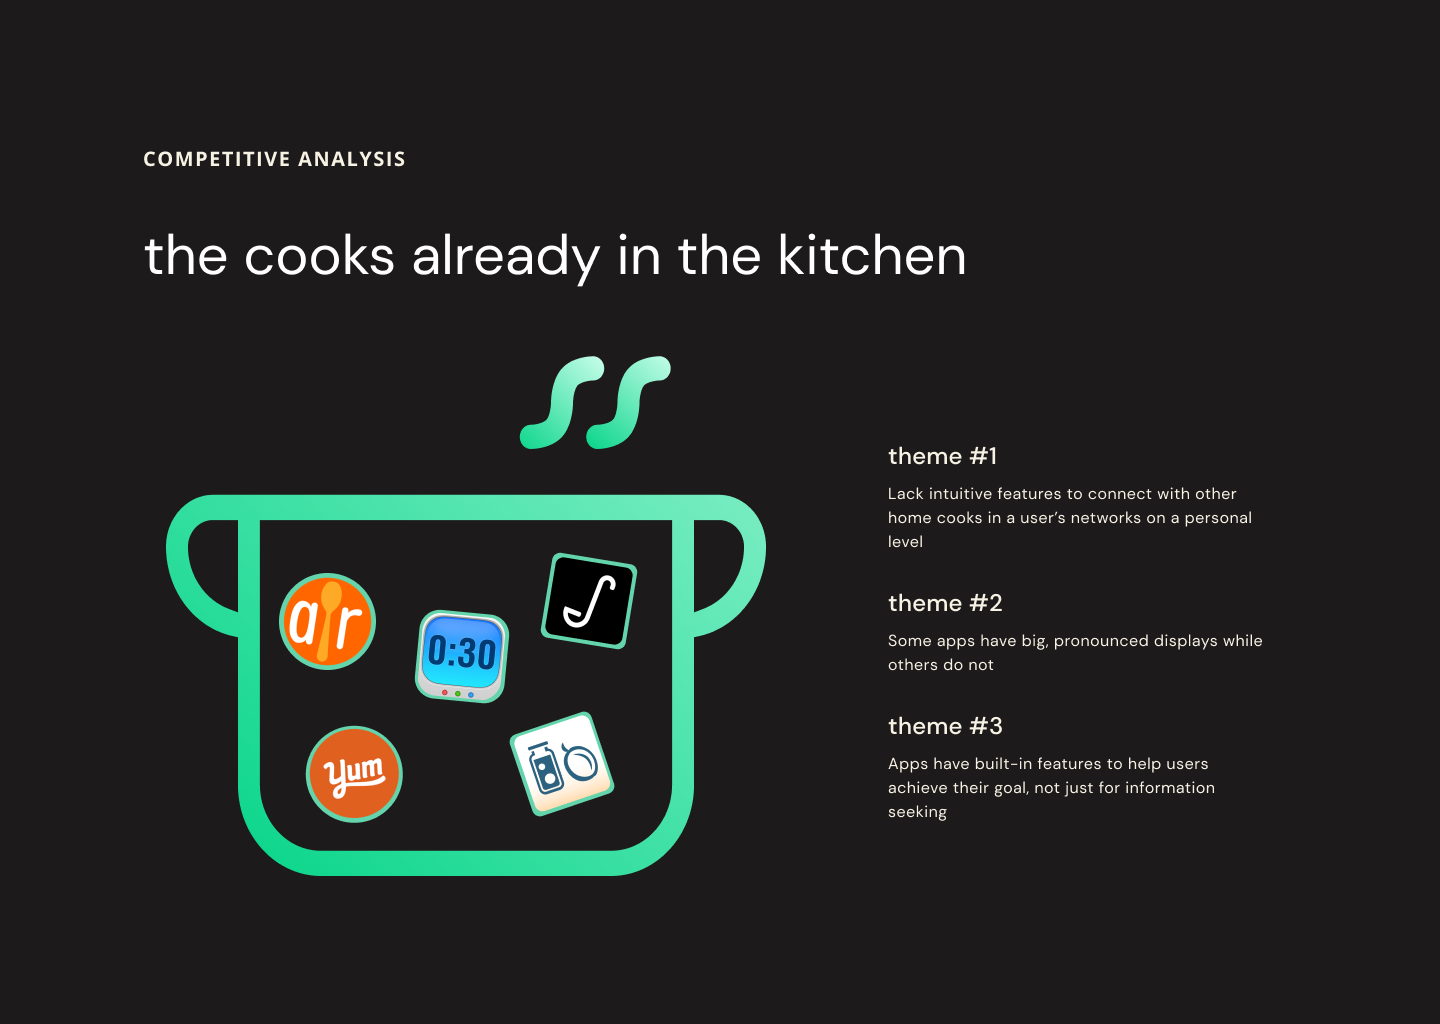 COMPETITIVE ANALYSIS
the cooks already in the kitchen
theme #1
Lack intuitive features to connect with other
home cooks in a user’s networks on a personal
level
theme #2
Some apps have big, pronounced displays while
others do not
theme #3
Apps have built-in features to help users
achieve their goal, not just for information
seeking
ar
0:30
Yum